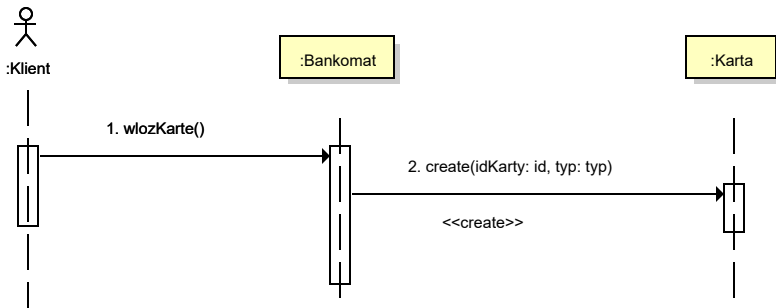 :Klient
:Bankomat
:Karta
1. wlozKarte()
2. create(idKarty: id, typ: typ)
<<create>>